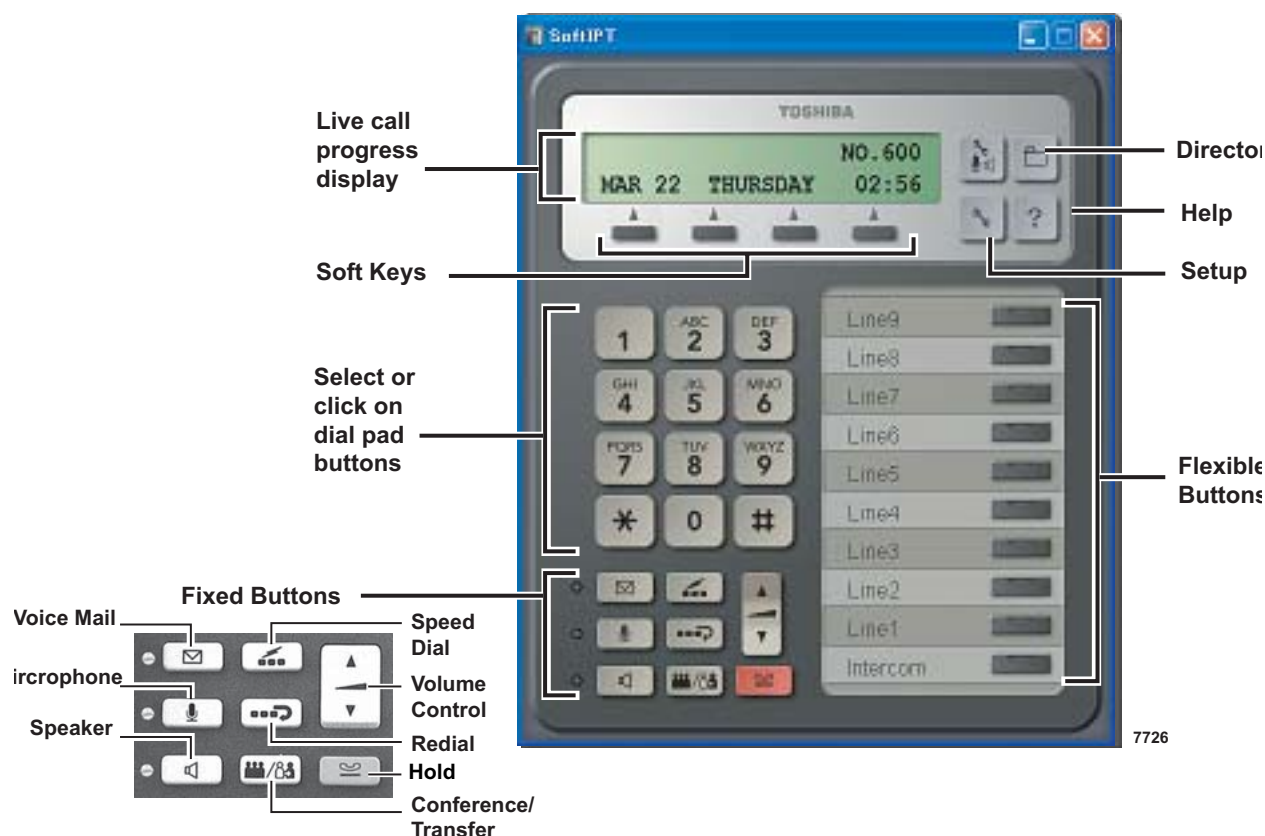 SoftIPT
TOSHIBA
NO.600
MAR 22 THURSDAY 02:56
Live call
progress
display
Director
?
Help
Setup
Soft Keys
Select or
click on
dial pad
buttons
1
ABC
2
DEF
3
GHI
4
JKL
5
MNO
6
PQRS
7
TUV
8
WXYZ
9
*
0
#
Line9
Line8
Line7
Line6
Line5
Line4
Line3
Line2
Line1
Intercom
Flexible
Buttons
Fixed Buttons
Voice Mail
ircrophone
Speaker
Speed
Dial
Volume
Control
Redial
Hold
Conference/
Transfer
7726